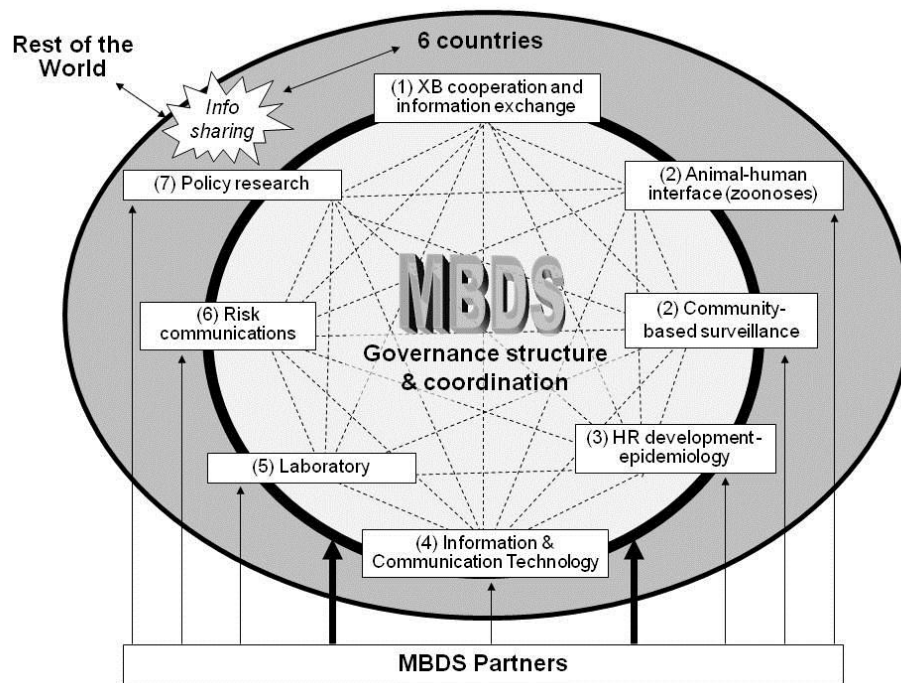 Rest of the
World
6 countries
Info
sharing
(1) XB cooperation and
information exchange
(7) Policy research
(2) Animal-human
interface (zoonoses)
MBDS
(6) Risk
communications
(2) Community-
based surveillance
Governance structure
& coordination
(3) HR development-
epidemiology
(5) Laboratory
(4) Information &
Communication Technology
MBDS Partners